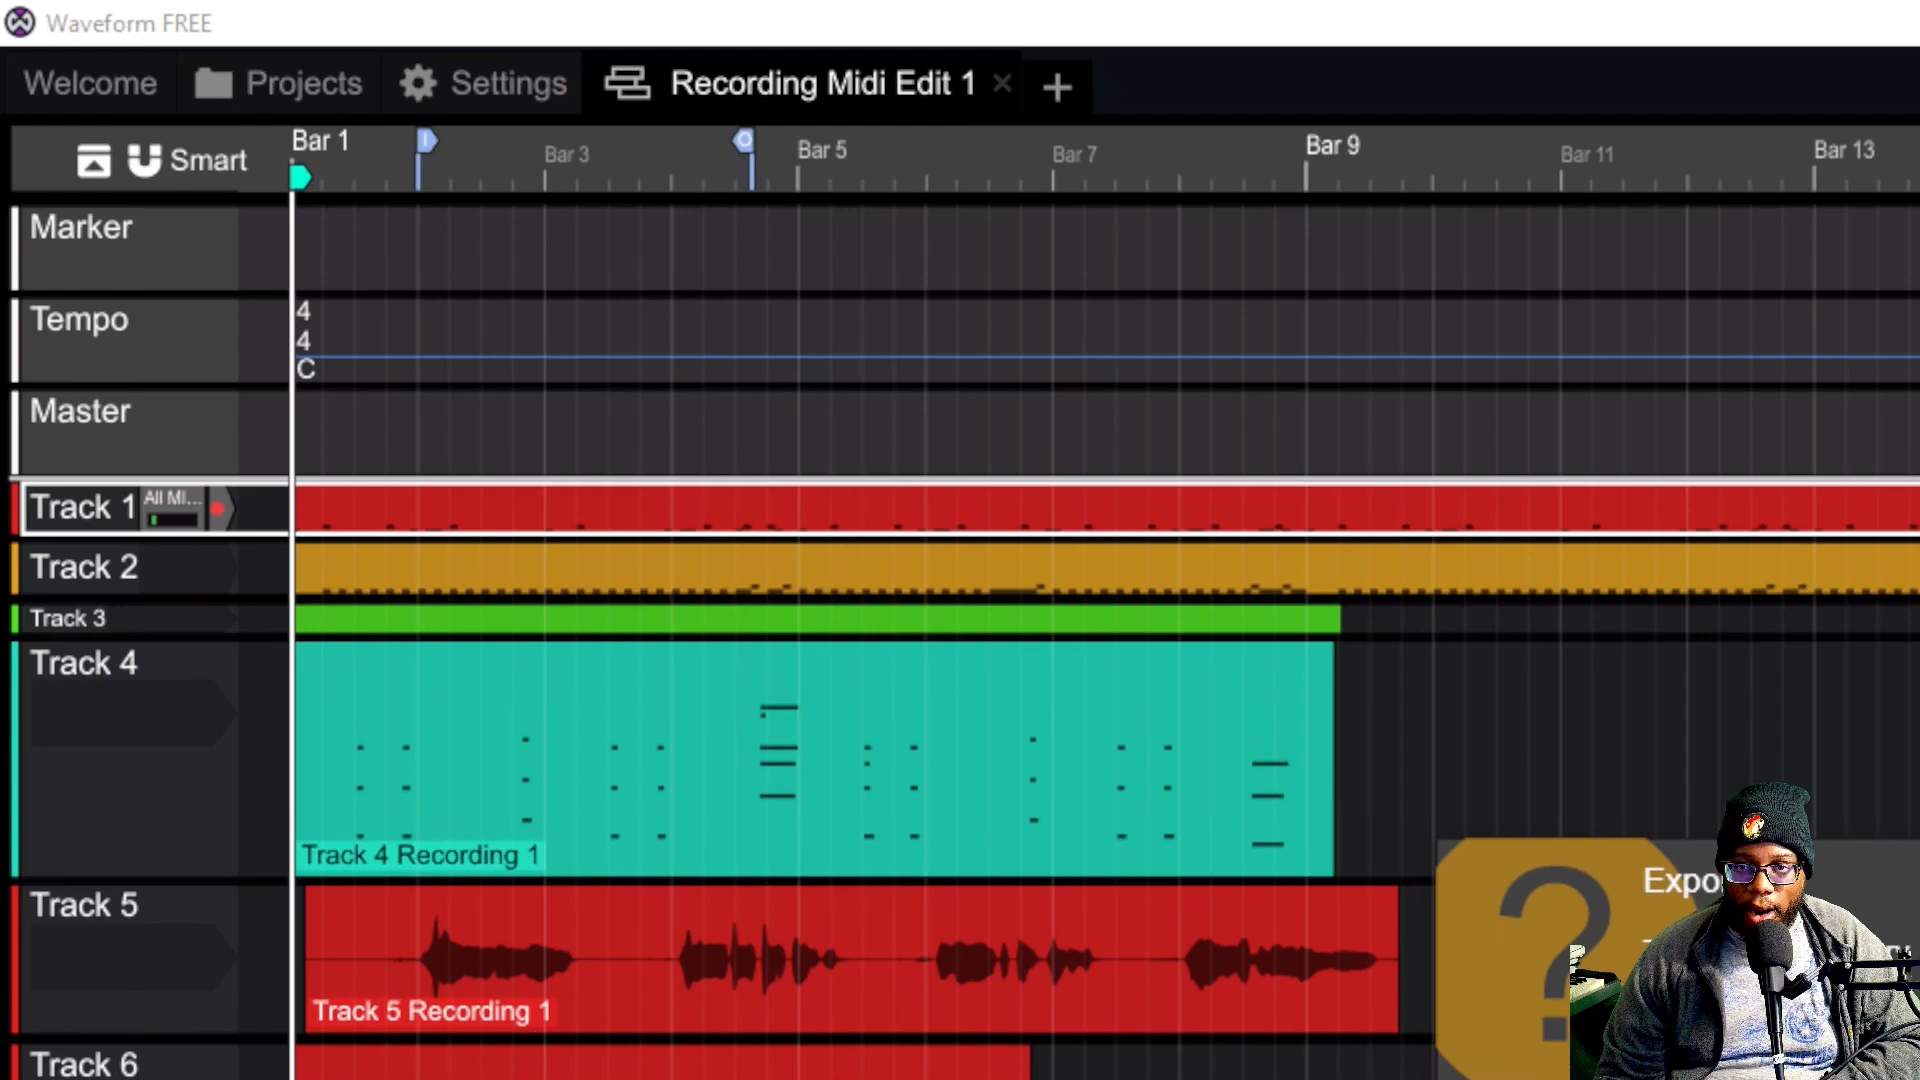 Waveform FREE
Welcome Projects Settings Recording Midi Edit 1
Smart Bar 1 Bar 3 Bar 5 Bar 7 Bar 9 Bar 11 Bar 13
I O
Marker
Tempo
4
4
C
Master
Track 1 All MI...
Track 2
Track 3
Track 4
Track 4 Recording 1
Track 5
Track 5 Recording 1
Track 6